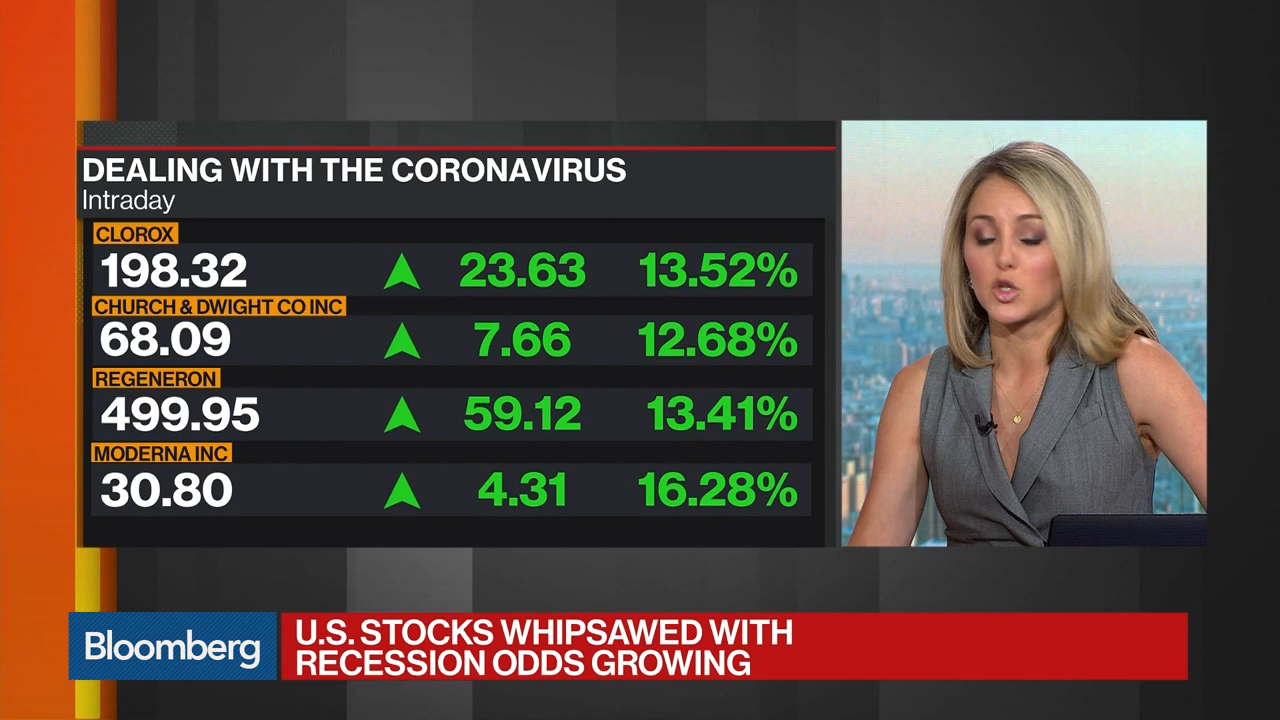 DEALING WITH THE CORONAVIRUS
Intraday
CLOROX
198.32 ▲ 23.63 13.52%
CHURCH & DWIGHT CO INC
68.09 ▲ 7.66 12.68%
REGENERON
499.95 ▲ 59.12 13.41%
MODERNA INC
30.80 ▲ 4.31 16.28%
Bloomberg
U.S. STOCKS WHIPSAWED WITH
RECESSION ODDS GROWING